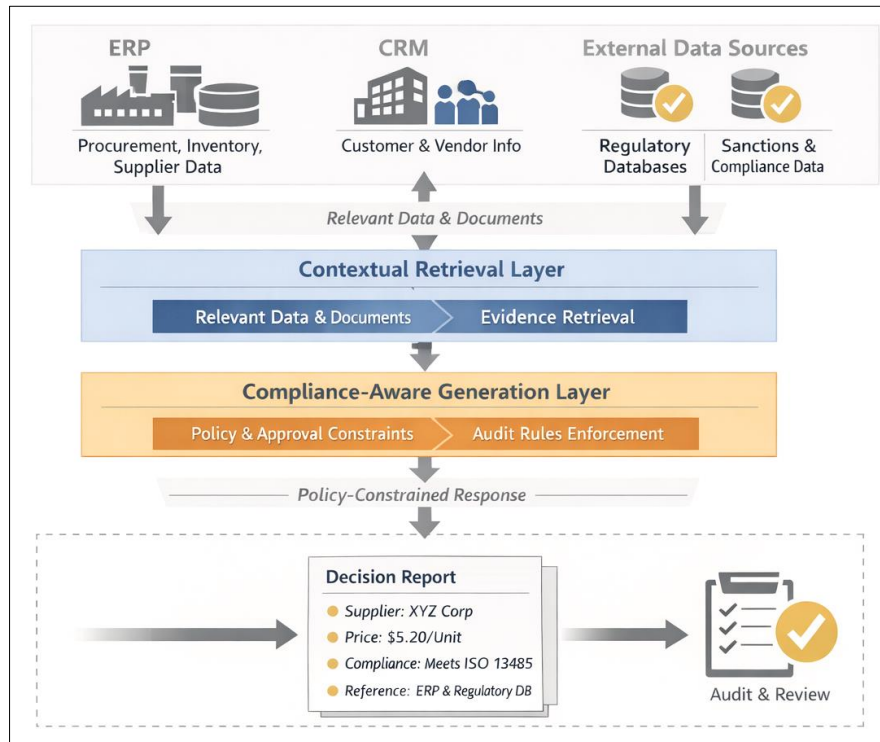 ERP
CRM
External Data Sources
Procurement, Inventory,
Supplier Data
Customer & Vendor Info
Regulatory
Databases
Sanctions &
Compliance Data
Relevant Data & Documents
Contextual Retrieval Layer
Relevant Data & Documents
Evidence Retrieval
Compliance-Aware Generation Layer
Policy & Approval Constraints
Audit Rules Enforcement
Policy-Constrained Response
Decision Report
Supplier: XYZ Corp
Price: $5.20/Unit
Compliance: Meets ISO 13485
Reference: ERP & Regulatory DB
Audit & Review